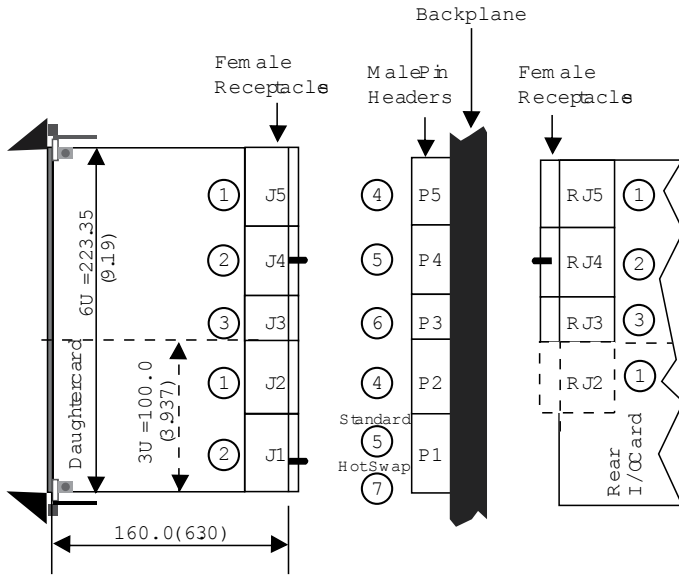 Backplane
Female
Receptacle
Male Pin
Headers
Female
Receptacle
1 J5
4 P5
RJ5 1
2 J4
5 P4
RJ4 2
3 J3
6 P3
RJ3 3
1 J2
4 P2
RJ2 1
Standard
2 J1
5 P1
HotSwap
7
6U =223.35
(9.19)
3U =100.0
(3.937)
Daughtercard
Rear
I/O Card
160.0(630)